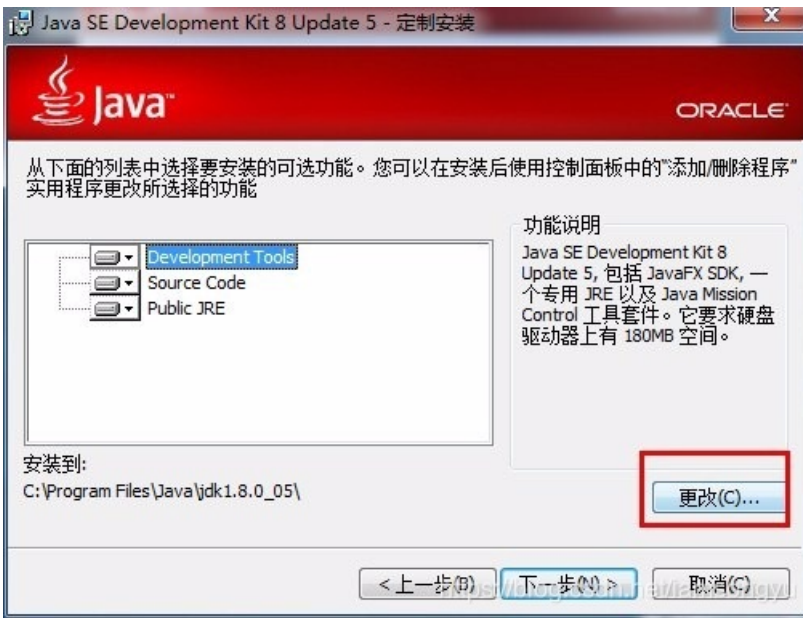 Java SE Development Kit 8 Update 5 - 定制安装
Java™
ORACLE
从下面的列表中选择要安装的可选功能。您可以在安装后使用控制面板中的“添加/删除程序”
实用程序更改所选择的功能
Development Tools
Source Code
Public JRE
功能说明
Java SE Development Kit 8
Update 5, 包括 JavaFX SDK, 一
个专用 JRE 以及 Java Mission
Control 工具套件。它要求硬盘
驱动器上有 180MB 空间。
安装到:
C:\Program Files\Java\jdk1.8.0_05\
更改(C)...
<上一步(B)
下一步(N) >
取消(C)